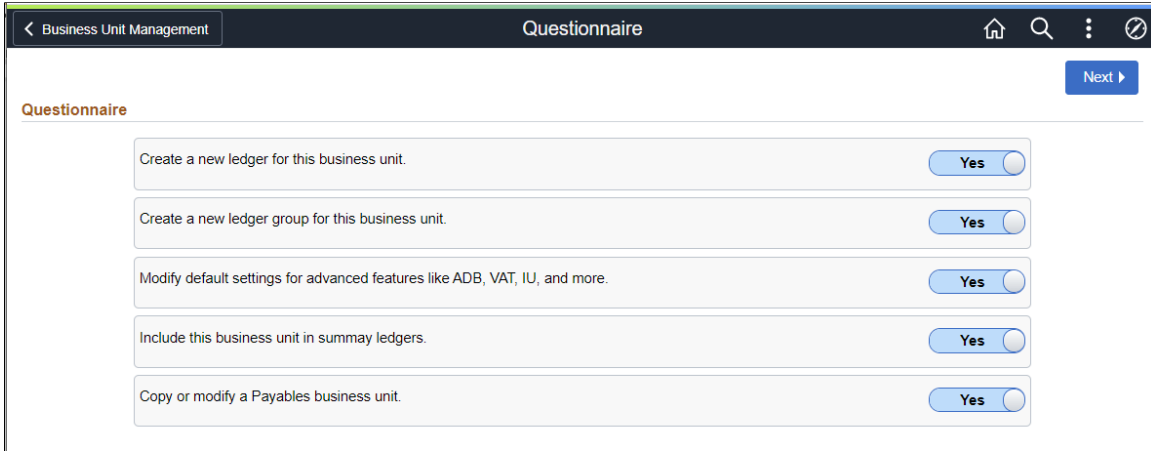 Business Unit Management
Questionnaire
Next
Questionnaire
Create a new ledger for this business unit.
Yes
Create a new ledger group for this business unit.
Yes
Modify default settings for advanced features like ADB, VAT, IU, and more.
Yes
Include this business unit in summay ledgers.
Yes
Copy or modify a Payables business unit.
Yes